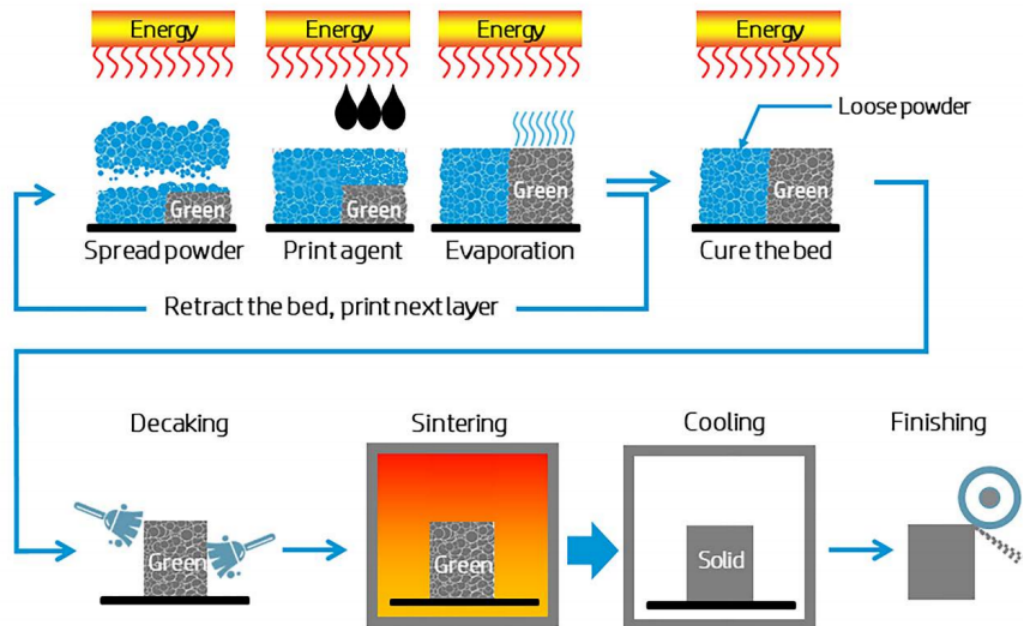 Energy
Energy
Energy
Energy
Loose powder
Green
Green
Green
Green
Spread powder
Print agent
Evaporation
Cure the bed
Retract the bed, print next layer
Decaking
Sintering
Cooling
Finishing
Green
Green
Solid